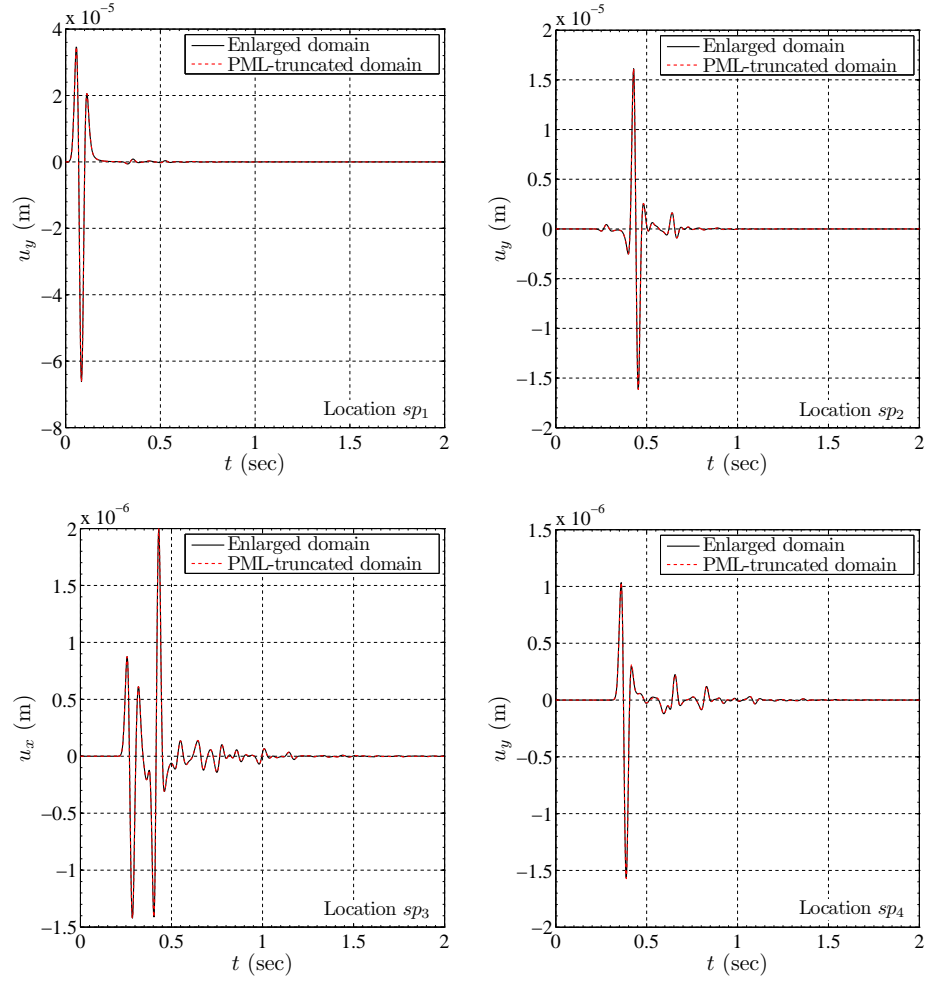 x 10⁻⁵
4
2
0
−2
−4
−6
−8
0
0.5
1
1.5
2
u_y (m)
t (sec)
Enlarged domain
PML-truncated domain
Location sp₁
x 10⁻⁵
2
1.5
1
0.5
0
−0.5
−1
−1.5
−2
0
0.5
1
1.5
2
u_y (m)
t (sec)
Enlarged domain
PML-truncated domain
Location sp₂
x 10⁻⁶
2
1.5
1
0.5
0
−0.5
−1
−1.5
0
0.5
1
1.5
2
u_x (m)
t (sec)
Enlarged domain
PML-truncated domain
Location sp₃
x 10⁻⁶
1.5
1
0.5
0
−0.5
−1
−1.5
−2
0
0.5
1
1.5
2
u_y (m)
t (sec)
Enlarged domain
PML-truncated domain
Location sp₄